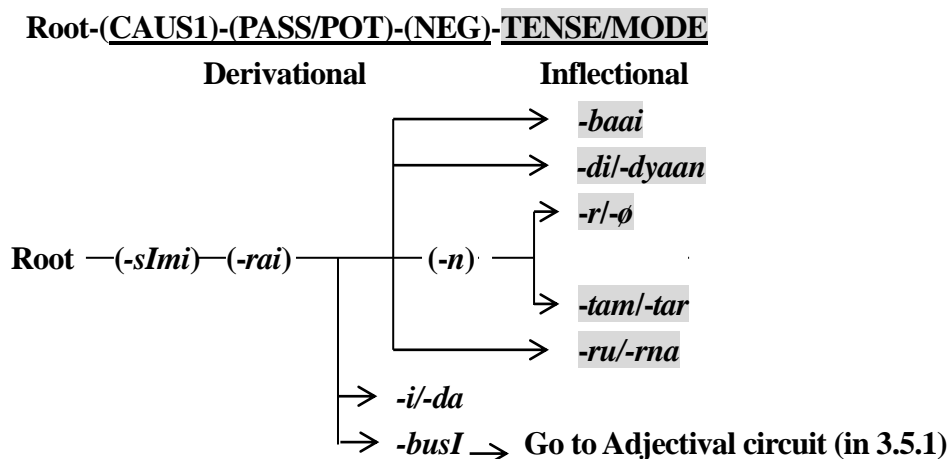 Root-(CAUS1)-(PASS/POT)-(NEG)-TENSE/MODE
Derivational Inflectional
-baai
-di/-dyaan
-r/-ø
Root (-sImi) (-rai) (-n)
-tam/-tar
-ru/-rna
-i/-da
-busI Go to Adjectival circuit (in 3.5.1)